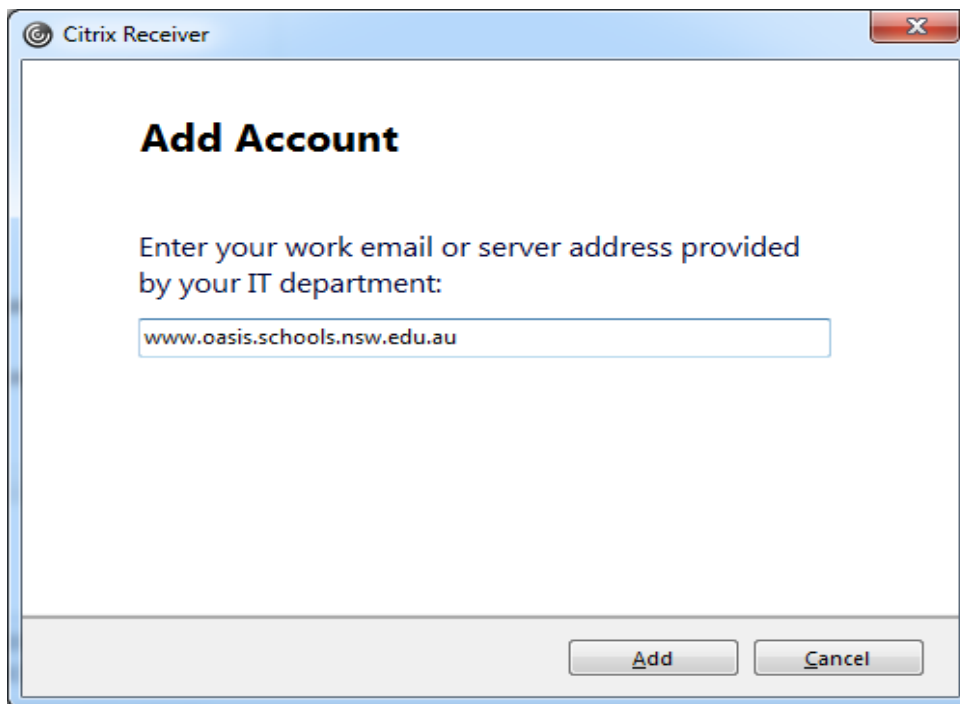 Citrix Receiver
Add Account
Enter your work email or server address provided
by your IT department:
www.oasis.schools.nsw.edu.au
Add
Cancel